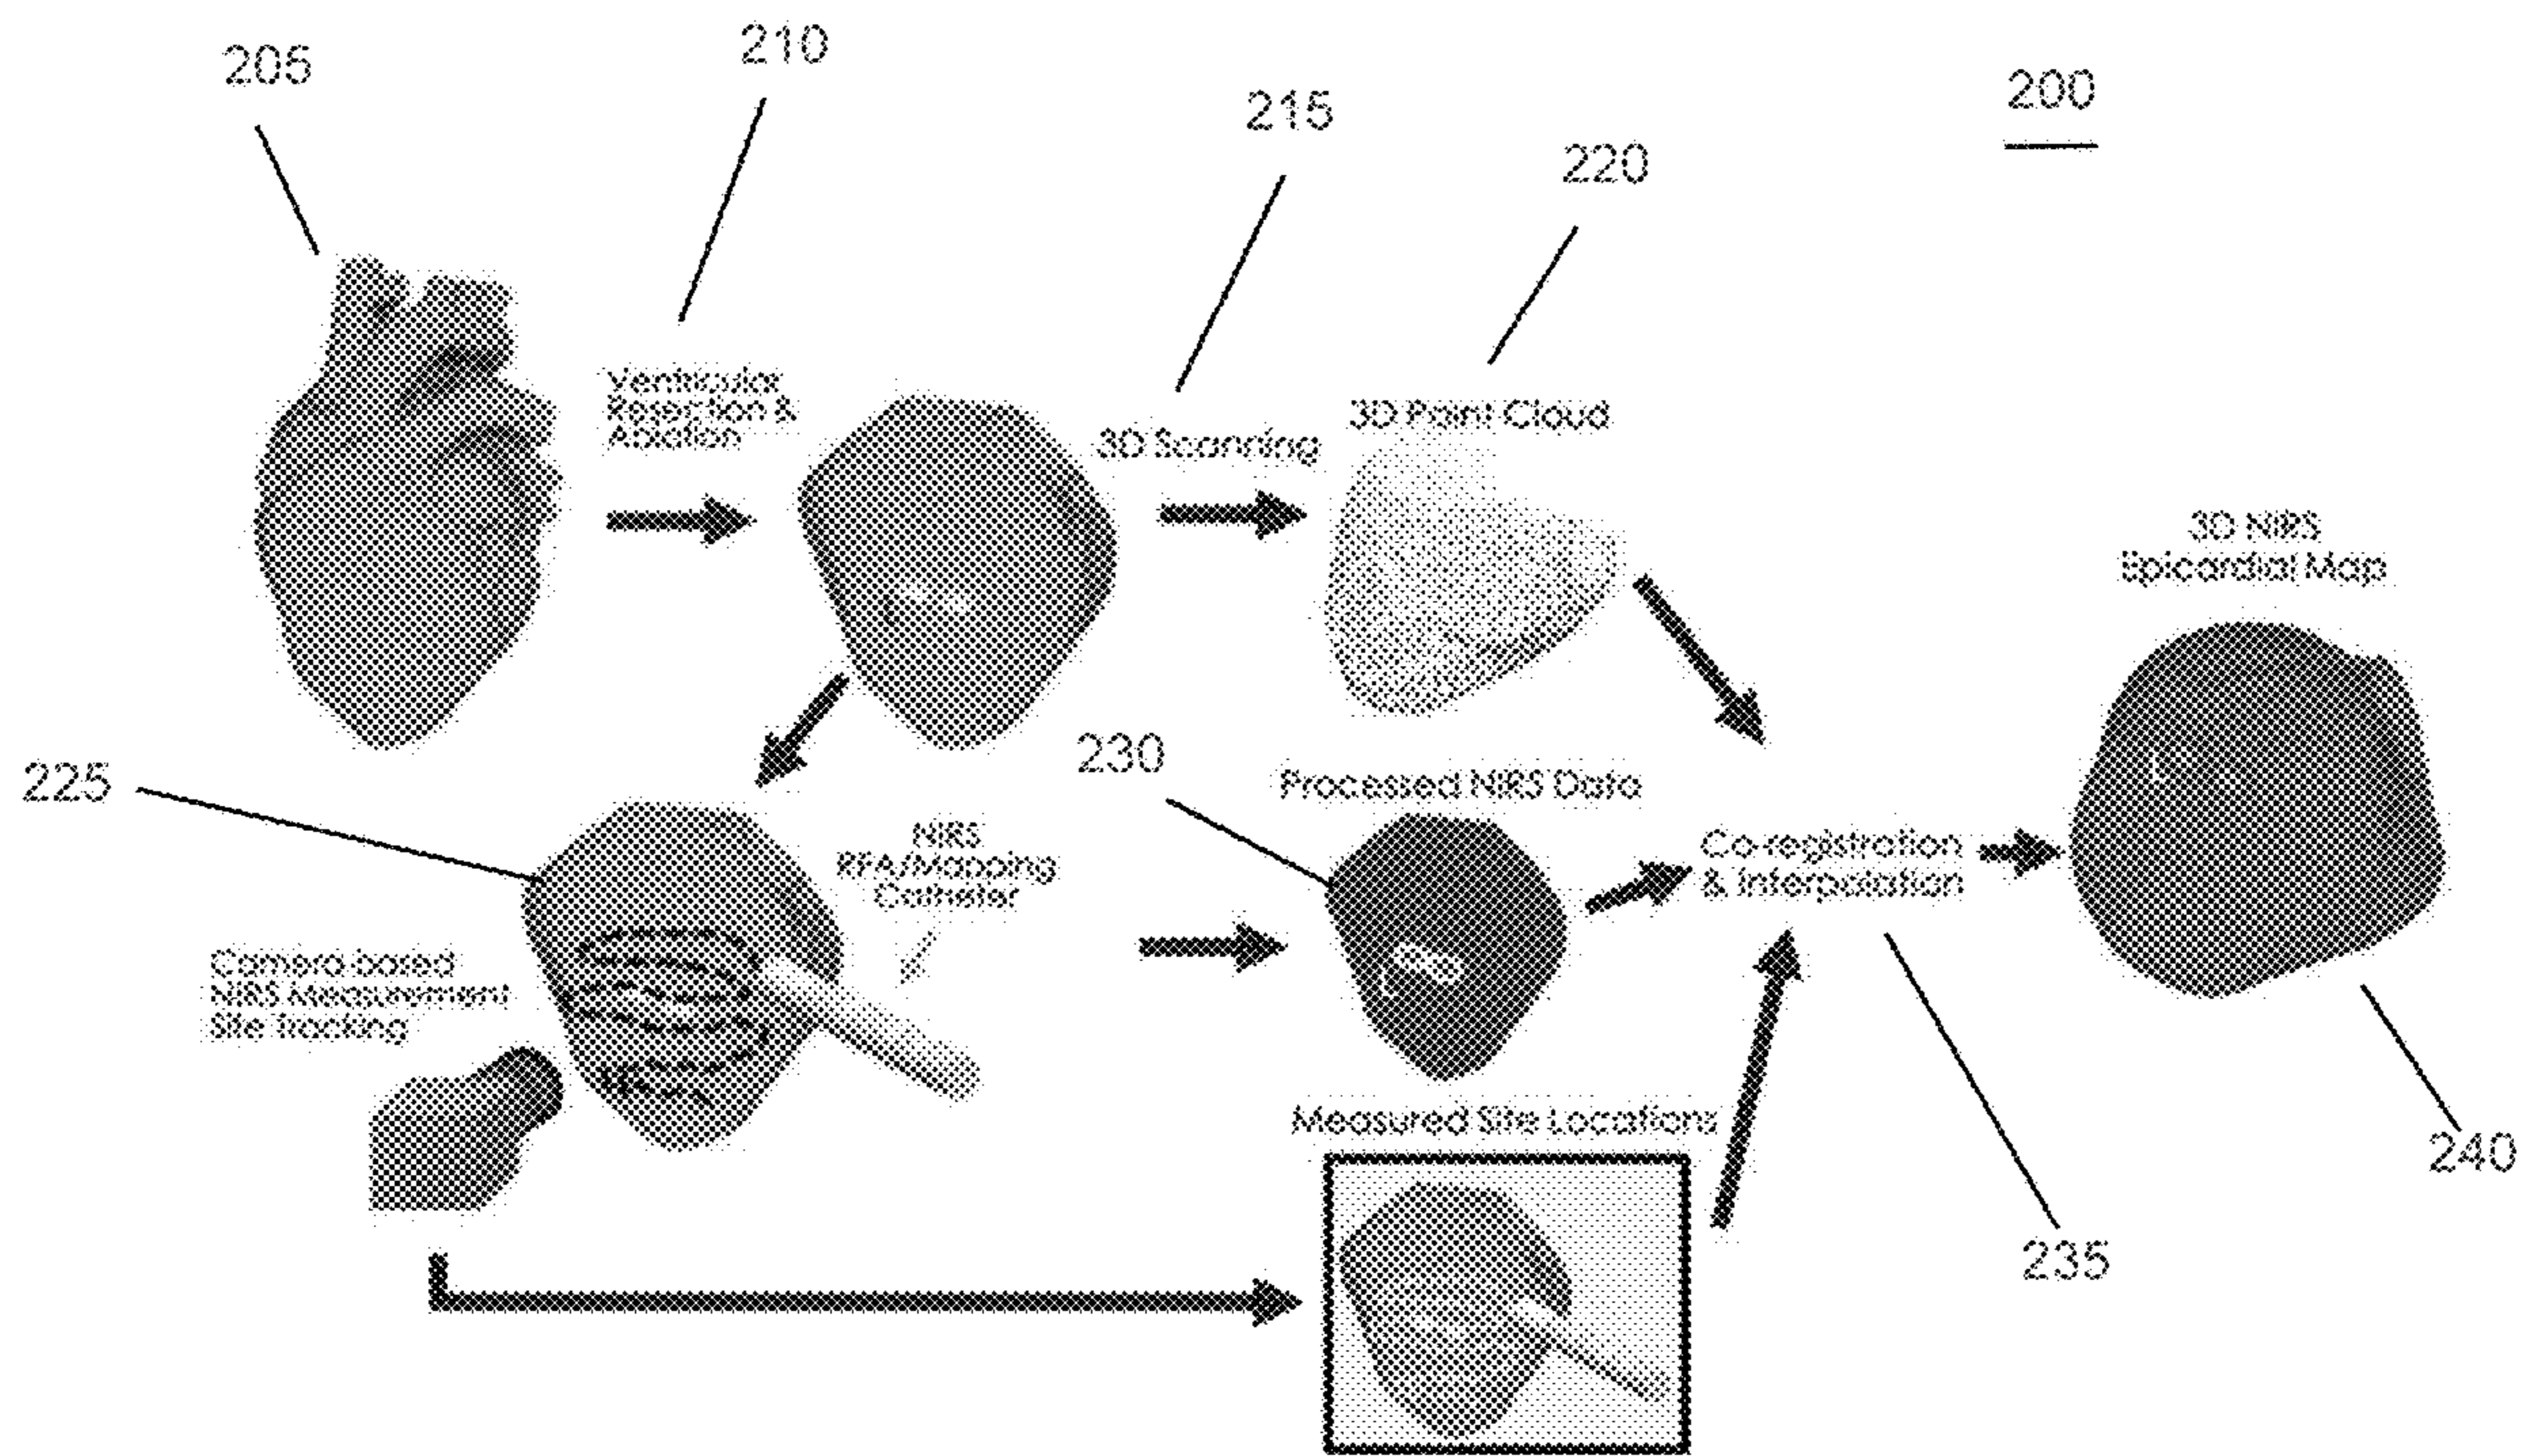 205
210
215
220
200
Ventricular
Resection &
Ablation
3D Scanning
3D Point Cloud
3D NIRS
Epicardial Map
225
230
Processed NIRS Data
NIRS
RFA/Mapping
Catheter
Co-registration
& Interpolation
Camera-based
NIRS Measurement
Site Tracking
Measured Site Locations
240
235